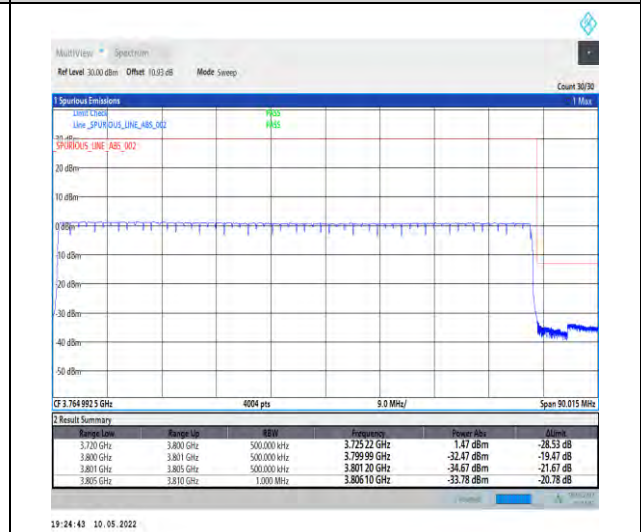 MultiView Spectrum
Ref Level 30.00 dBm Offset 10.93 dB Mode Sweep
Count 30/30
1 Spurious Emissions 1 Max
Limit Check PASS
Line _SPURIOUS_LINE_ABS_002 PASS
30 dBm
SPURIOUS_LINE_ABS_002
20 dBm
10 dBm
0 dBm
-10 dBm
-20 dBm
-30 dBm
-40 dBm
-50 dBm
CF 3.764 992 5 GHz 4004 pts 9.0 MHz/ Span 90.015 MHz
2 Result Summary
Range Low Range Up RBW Frequency Power Abs ΔLimit
3.720 GHz 3.800 GHz 500.000 kHz 3.725 22 GHz 1.47 dBm -28.53 dB
3.800 GHz 3.801 GHz 500.000 kHz 3.799 99 GHz -32.47 dBm -19.47 dB
3.801 GHz 3.805 GHz 500.000 kHz 3.801 20 GHz -34.67 dBm -21.67 dB
3.805 GHz 3.810 GHz 1.000 MHz 3.806 10 GHz -33.78 dBm -20.78 dB
19:24:43 10.05.2022